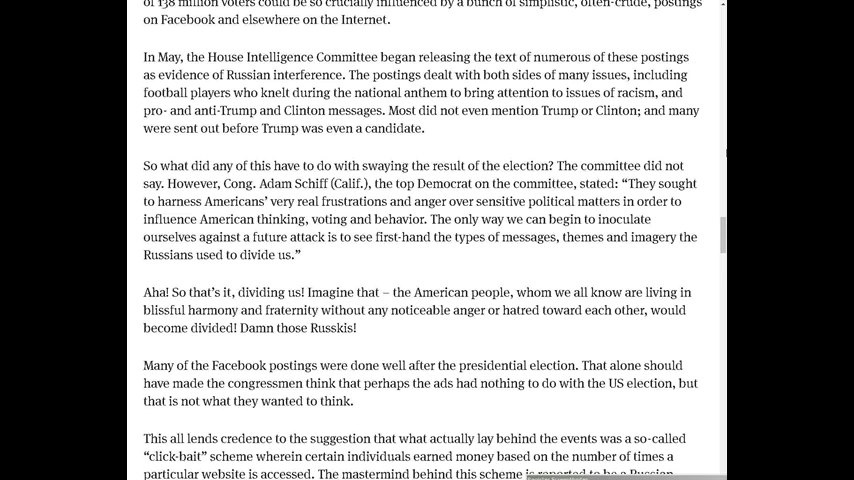 of 138 million voters could be so crucially influenced by a bunch of simplistic, often-crude, postings
on Facebook and elsewhere on the Internet.
In May, the House Intelligence Committee began releasing the text of numerous of these postings
as evidence of Russian interference. The postings dealt with both sides of many issues, including
football players who knelt during the national anthem to bring attention to issues of racism, and
pro- and anti-Trump and Clinton messages. Most did not even mention Trump or Clinton; and many
were sent out before Trump was even a candidate.
So what did any of this have to do with swaying the result of the election? The committee did not
say. However, Cong. Adam Schiff (Calif.), the top Democrat on the committee, stated: “They sought
to harness Americans’ very real frustrations and anger over sensitive political matters in order to
influence American thinking, voting and behavior. The only way we can begin to inoculate
ourselves against a future attack is to see first-hand the types of messages, themes and imagery the
Russians used to divide us.”
Aha! So that’s it, dividing us! Imagine that – the American people, whom we all know are living in
blissful harmony and fraternity without any noticeable anger or hatred toward each other, would
become divided! Damn those Russkis!
Many of the Facebook postings were done well after the presidential election. That alone should
have made the congressmen think that perhaps the ads had nothing to do with the US election, but
that is not what they wanted to think.
This all lends credence to the suggestion that what actually lay behind the events was a so-called
“click-bait” scheme wherein certain individuals earned money based on the number of times a
particular website is accessed. The mastermind behind this scheme is reported to be a Russian